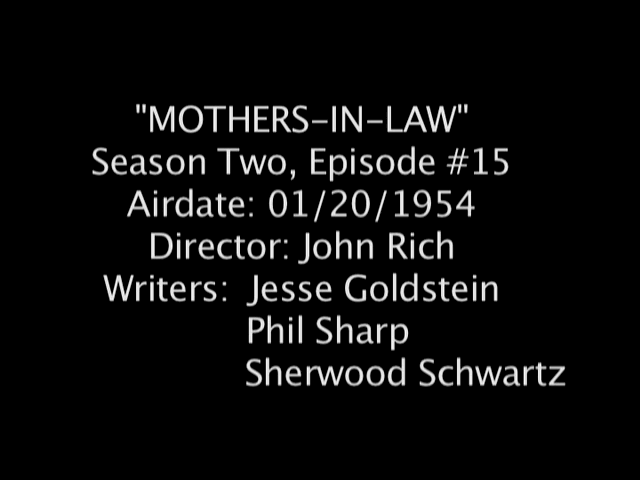 "MOTHERS-IN-LAW"
Season Two, Episode #15
Airdate: 01/20/1954
Director: John Rich
Writers: Jesse Goldstein
Phil Sharp
Sherwood Schwartz